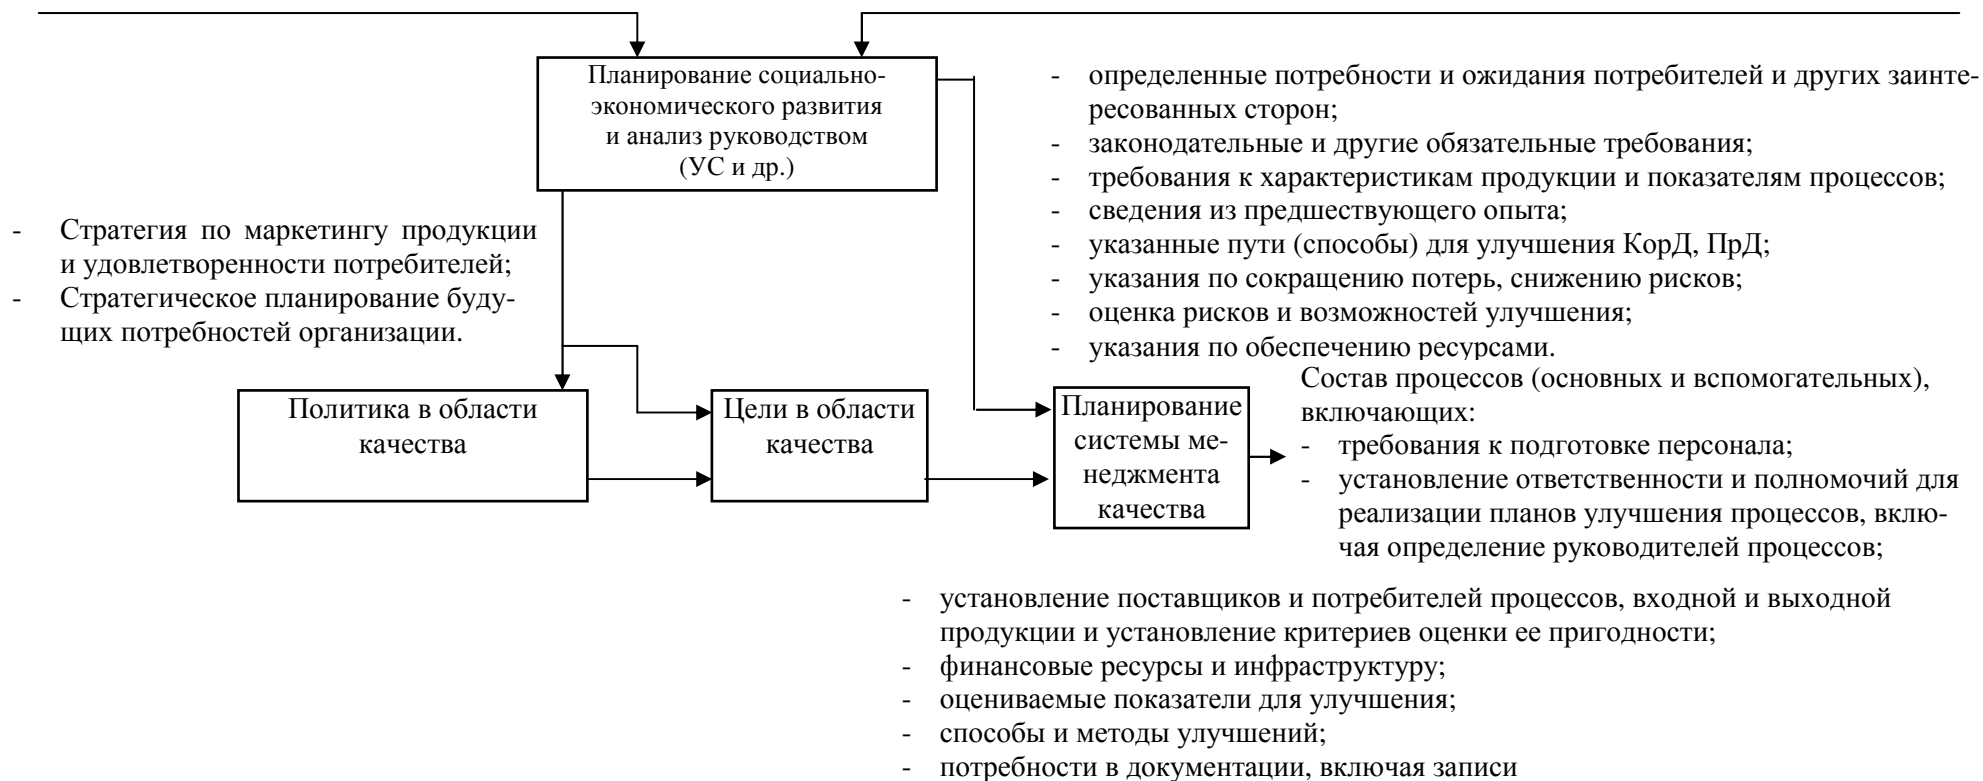 Планирование социально-
экономического развития
и анализ руководством
(УС и др.)
- определенные потребности и ожидания потребителей и других заинте-
ресованных сторон;
- законодательные и другие обязательные требования;
- требования к характеристикам продукции и показателям процессов;
- сведения из предшествующего опыта;
- указанные пути (способы) для улучшения КорД, ПрД;
- указания по сокращению потерь, снижению рисков;
- оценка рисков и возможностей улучшения;
- указания по обеспечению ресурсами.
- Стратегия по маркетингу продукции
и удовлетворенности потребителей;
- Стратегическое планирование буду-
щих потребностей организации.
Политика в области
качества
Цели в области
качества
Планирование
системы ме-
неджмента
качества
Состав процессов (основных и вспомогательных),
включающих:
- требования к подготовке персонала;
- установление ответственности и полномочий для
реализации планов улучшения процессов, вклю-
чая определение руководителей процессов;
- установление поставщиков и потребителей процессов, входной и выходной
продукции и установление критериев оценки ее пригодности;
- финансовые ресурсы и инфраструктуру;
- оцениваемые показатели для улучшения;
- способы и методы улучшений;
- потребности в документации, включая записи